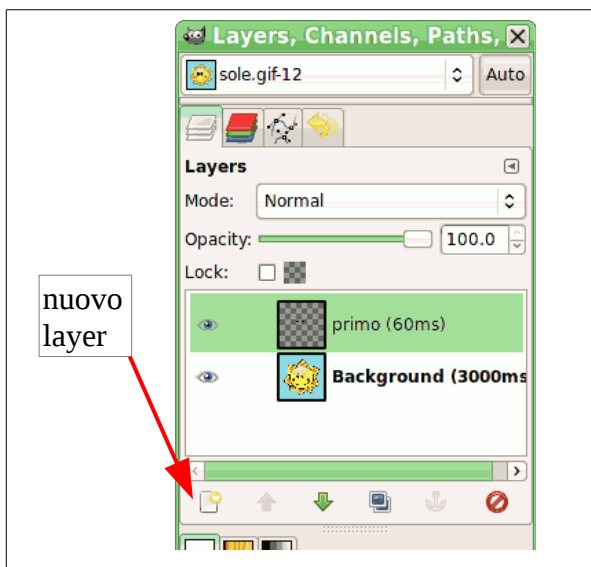 Layers, Channels, Paths,
sole.gif-12
Auto
Layers
Mode: Normal
Opacity: 100.0
Lock:
nuovo
layer
primo (60ms)
Background (3000ms